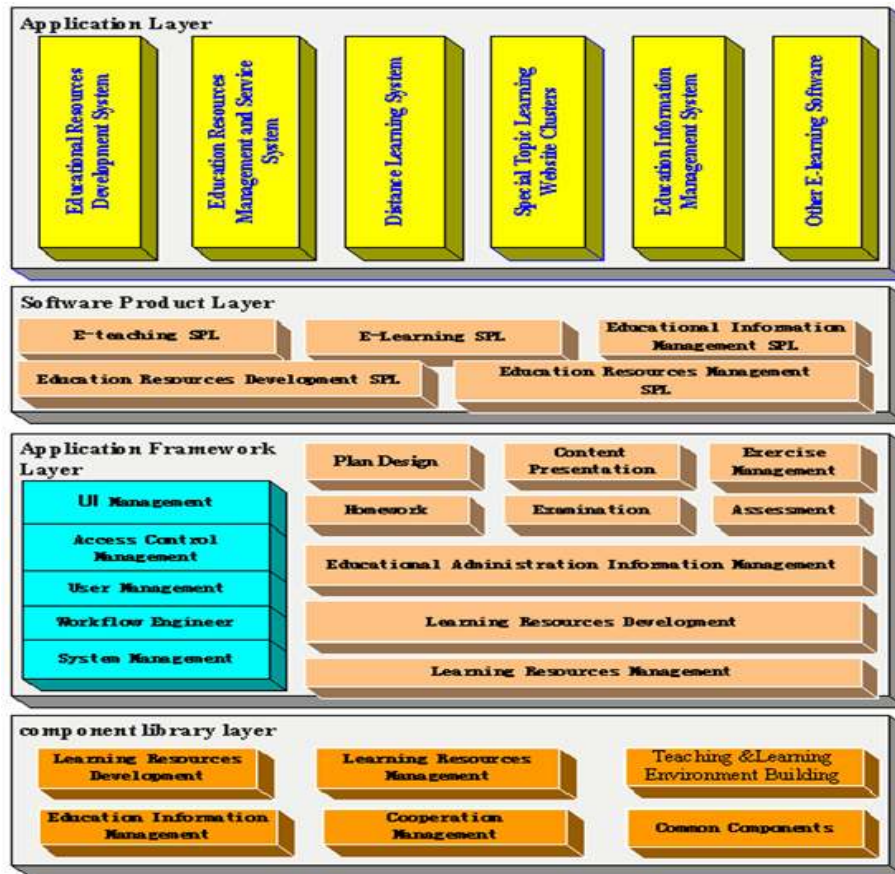 Application Layer
Educational Resources
Development System
Education Resources
Management and Service
System
Distance Learning System
Special Topic Learning
Website Clusters
Education Information
Management System
Other E-learning Software
Software Product Layer
E-teaching SPL
E-Learning SPL
Educational Information
Management SPL
Education Resources Development SPL
Education Resources Management
SPL
Application Framework
Layer
UI Management
Access Control
Management
User Management
Workflow Engineer
System Management
Plan Design
Content
Presentation
Exercise
Management
Homework
Examination
Assessment
Educational Administration Information Management
Learning Resources Development
Learning Resources Management
component library layer
Learning Resources
Development
Learning Resources
Management
Teaching &Learning
Environment Building
Education Information
Management
Cooperation
Management
Common Components